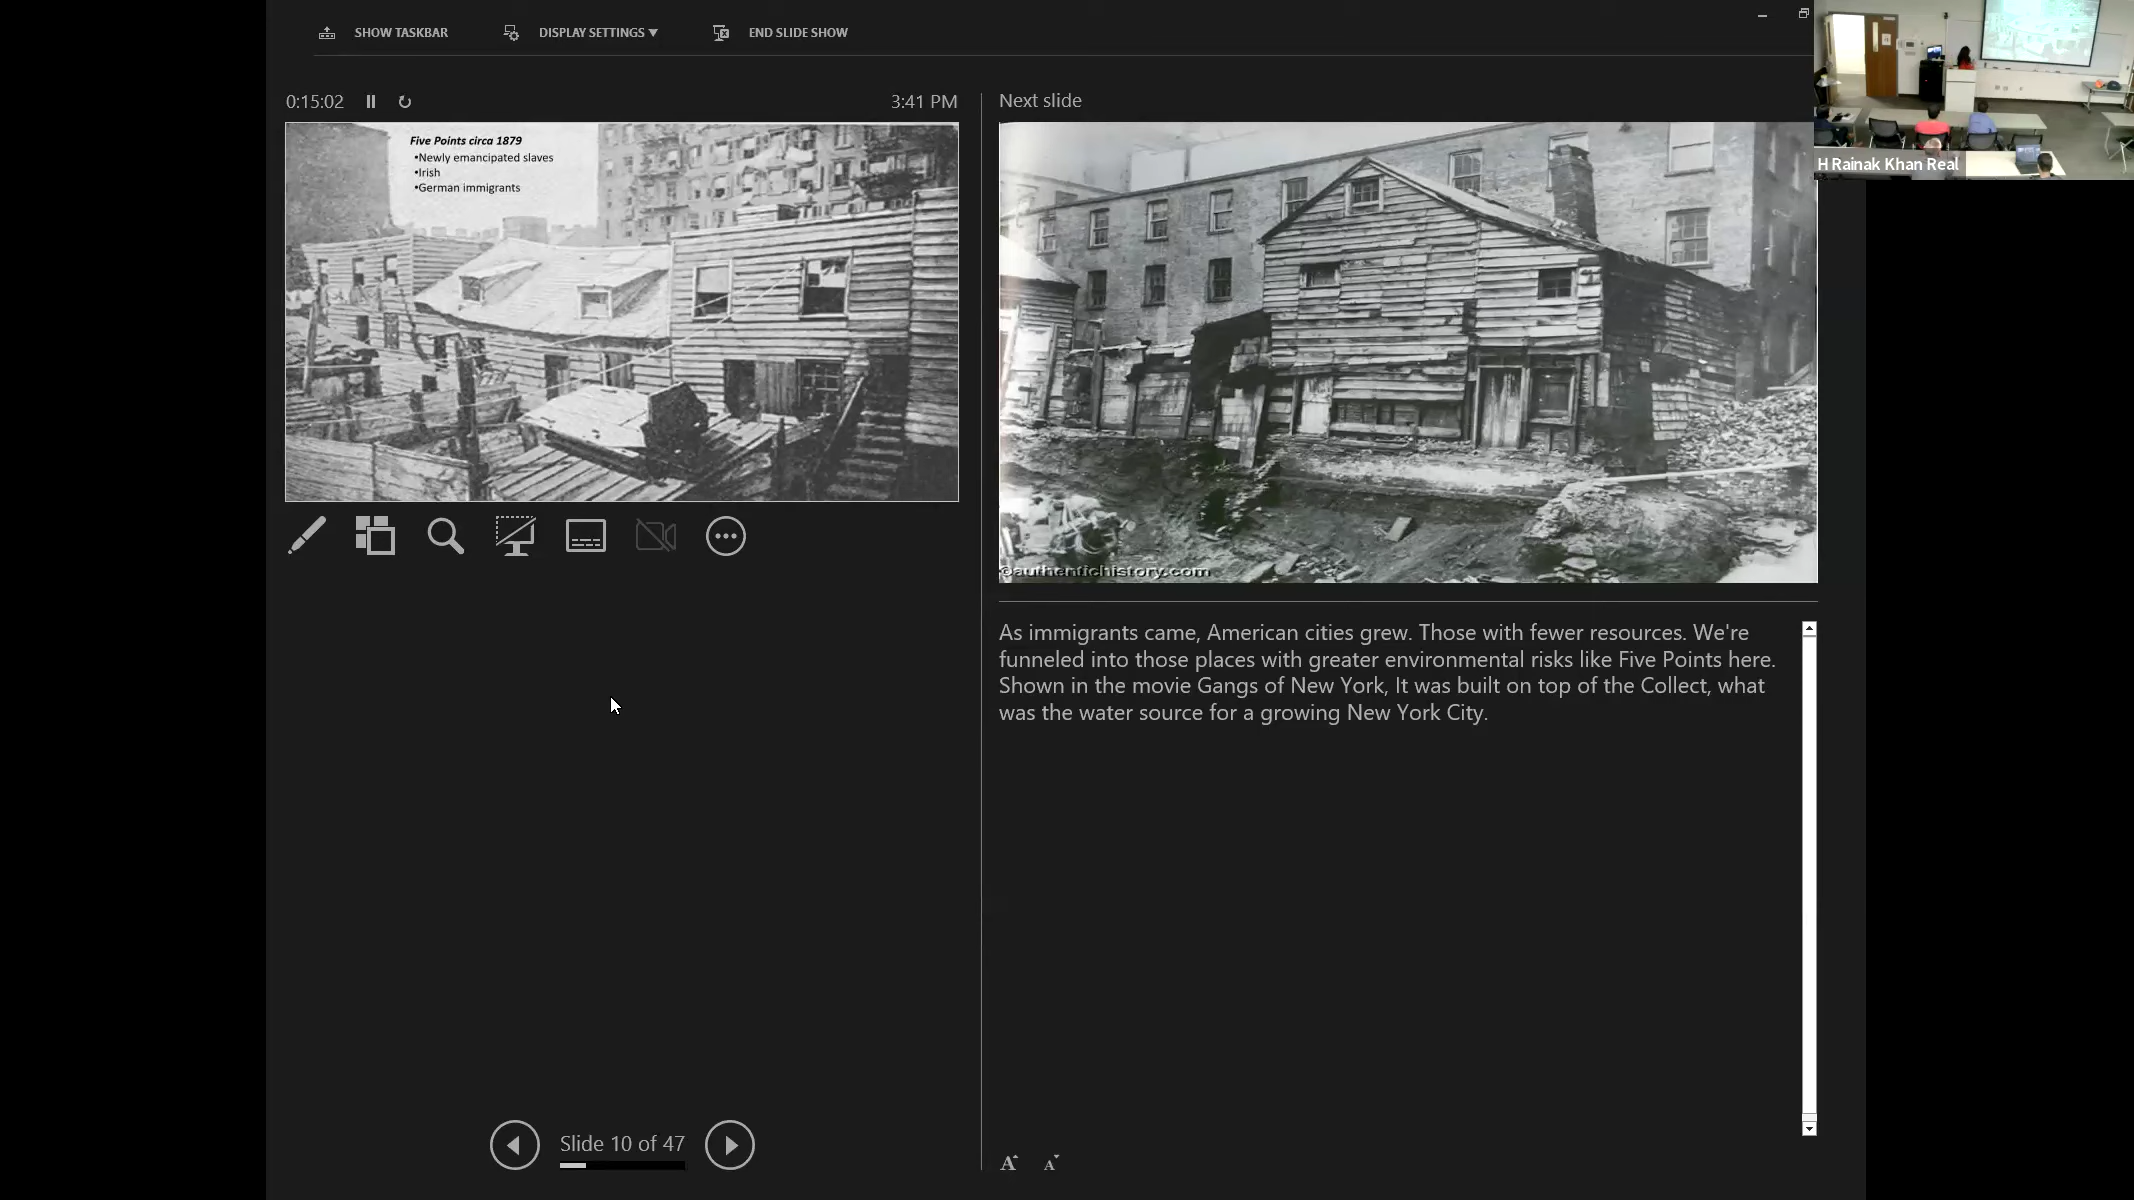 SHOW TASKBAR
DISPLAY SETTINGS ▼
END SLIDE SHOW
0:15:02
3:41 PM
Next slide
Five Points circa 1879
•Newly emancipated slaves
•Irish
•German immigrants
©authentichistory.com
H Rainak Khan Real
As immigrants came, American cities grew. Those with fewer resources. We're
funneled into those places with greater environmental risks like Five Points here.
Shown in the movie Gangs of New York, It was built on top of the Collect, what
was the water source for a growing New York City.
Slide 10 of 47
A A